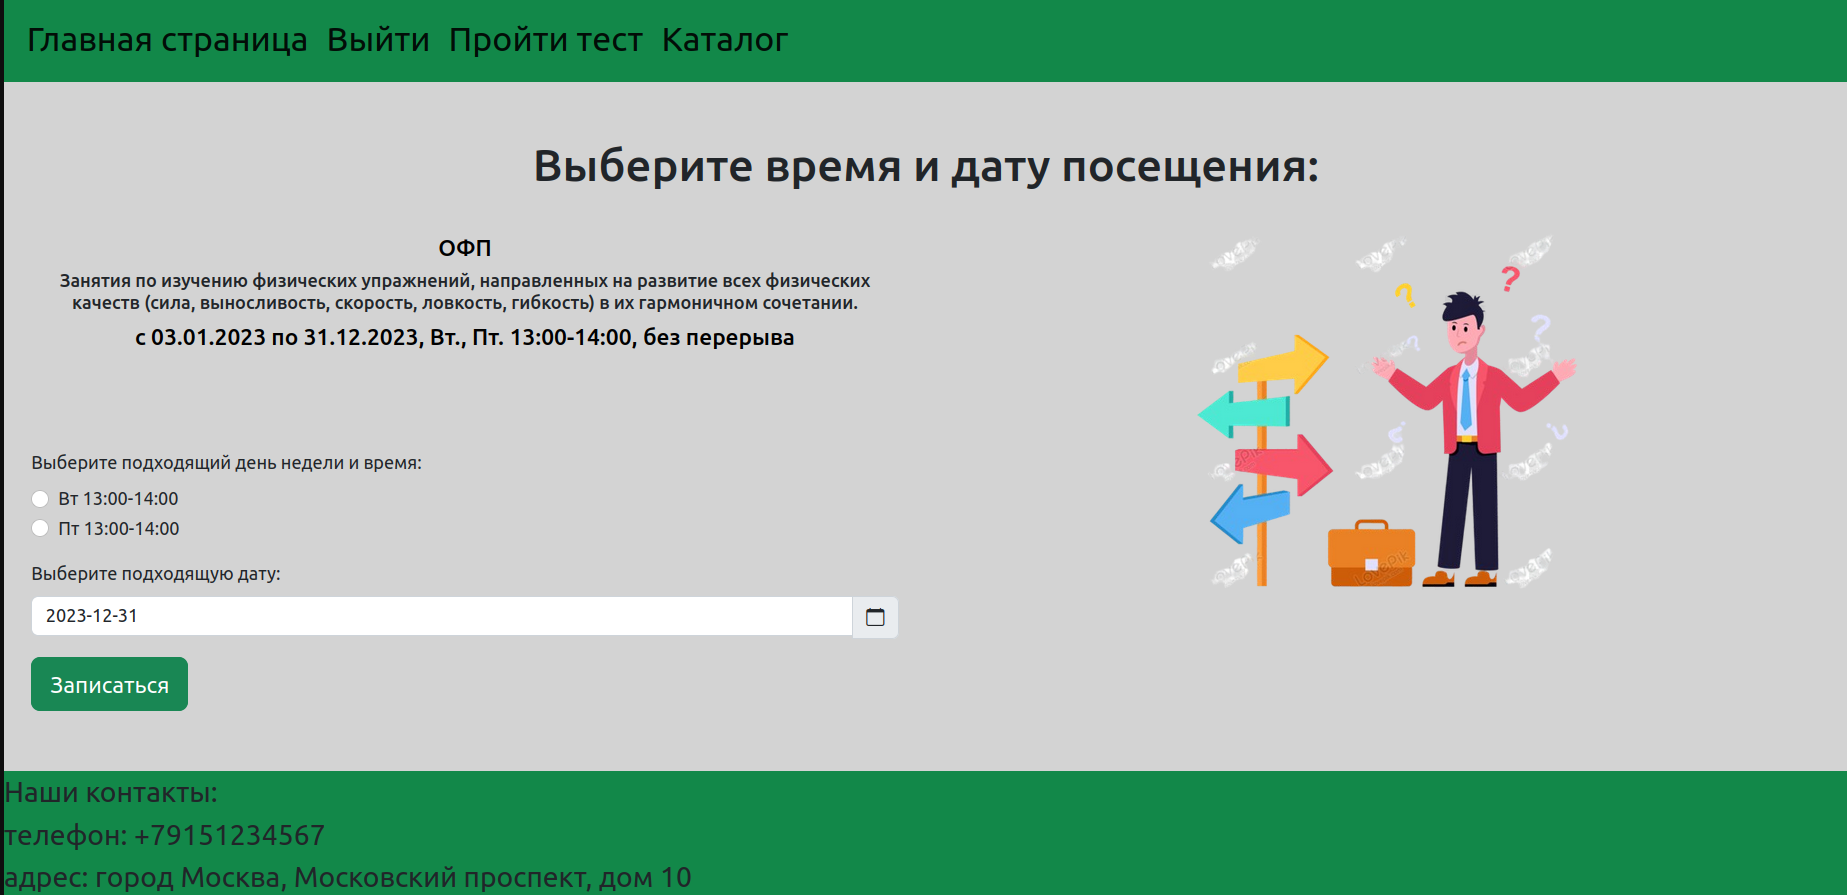 Главная страница Выйти Пройти тест Каталог
Выберите время и дату посещения:
ОФП
Занятия по изучению физических упражнений, направленных на развитие всех физических
качеств (сила, выносливость, скорость, ловкость, гибкость) в их гармоничном сочетании.
с 03.01.2023 по 31.12.2023, Вт., Пт. 13:00-14:00, без перерыва
Выберите подходящий день недели и время:
Вт 13:00-14:00
Пт 13:00-14:00
Выберите подходящую дату:
2023-12-31
Записаться
Наши контакты:
телефон: +79151234567
адрес: город Москва, Московский проспект, дом 10